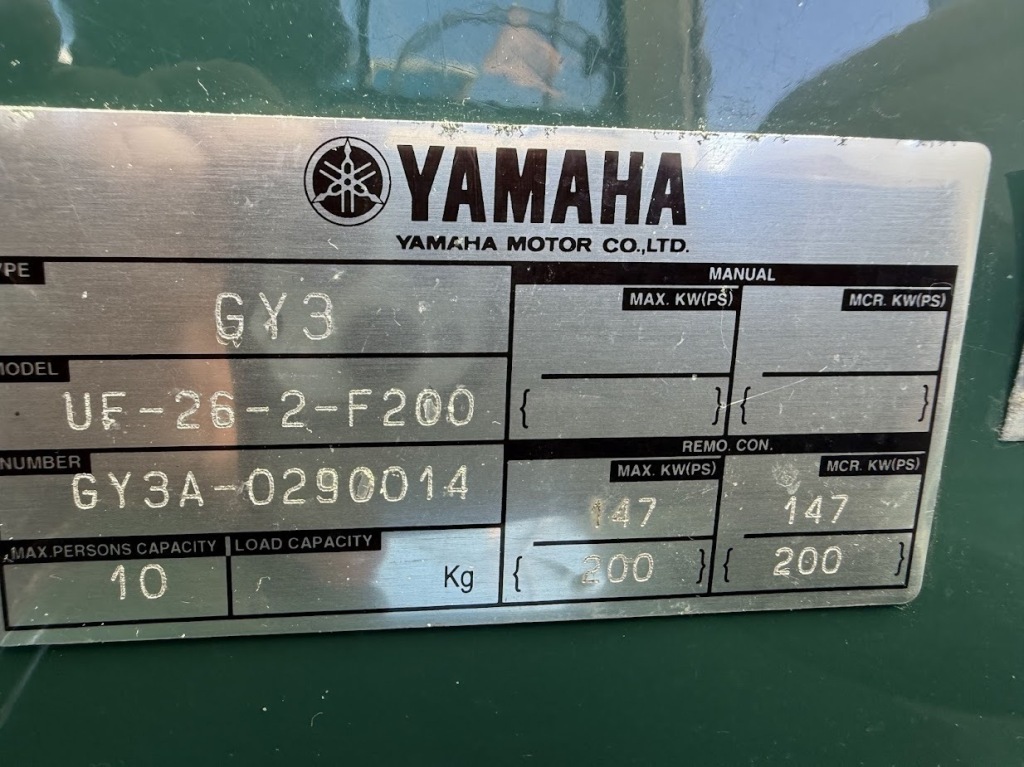 YAMAHA
YAMAHA MOTOR CO.,LTD.
GY3
UF-26-2-F200
NUMBER
GY3A-0290014
MAX.PERSONS CAPACITY
10
LOAD CAPACITY
Kg
MANUAL
MAX. KW(PS)
MCR. KW(PS)
{ }
{ }
REMO. CON.
MAX. KW(PS)
MCR. KW(PS)
147
147
{ 200 }
{ 200 }